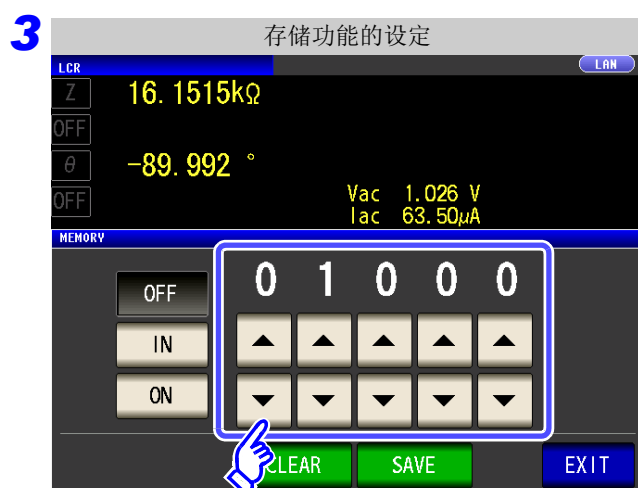 3
存储功能的设定
LCR
LAN
Z 16.1515kΩ
OFF
θ -89.992 °
OFF
Vac 1.026 V
Iac 63.50μA
MEMORY
OFF 0 1 0 0 0
IN
ON
CLEAR SAVE EXIT